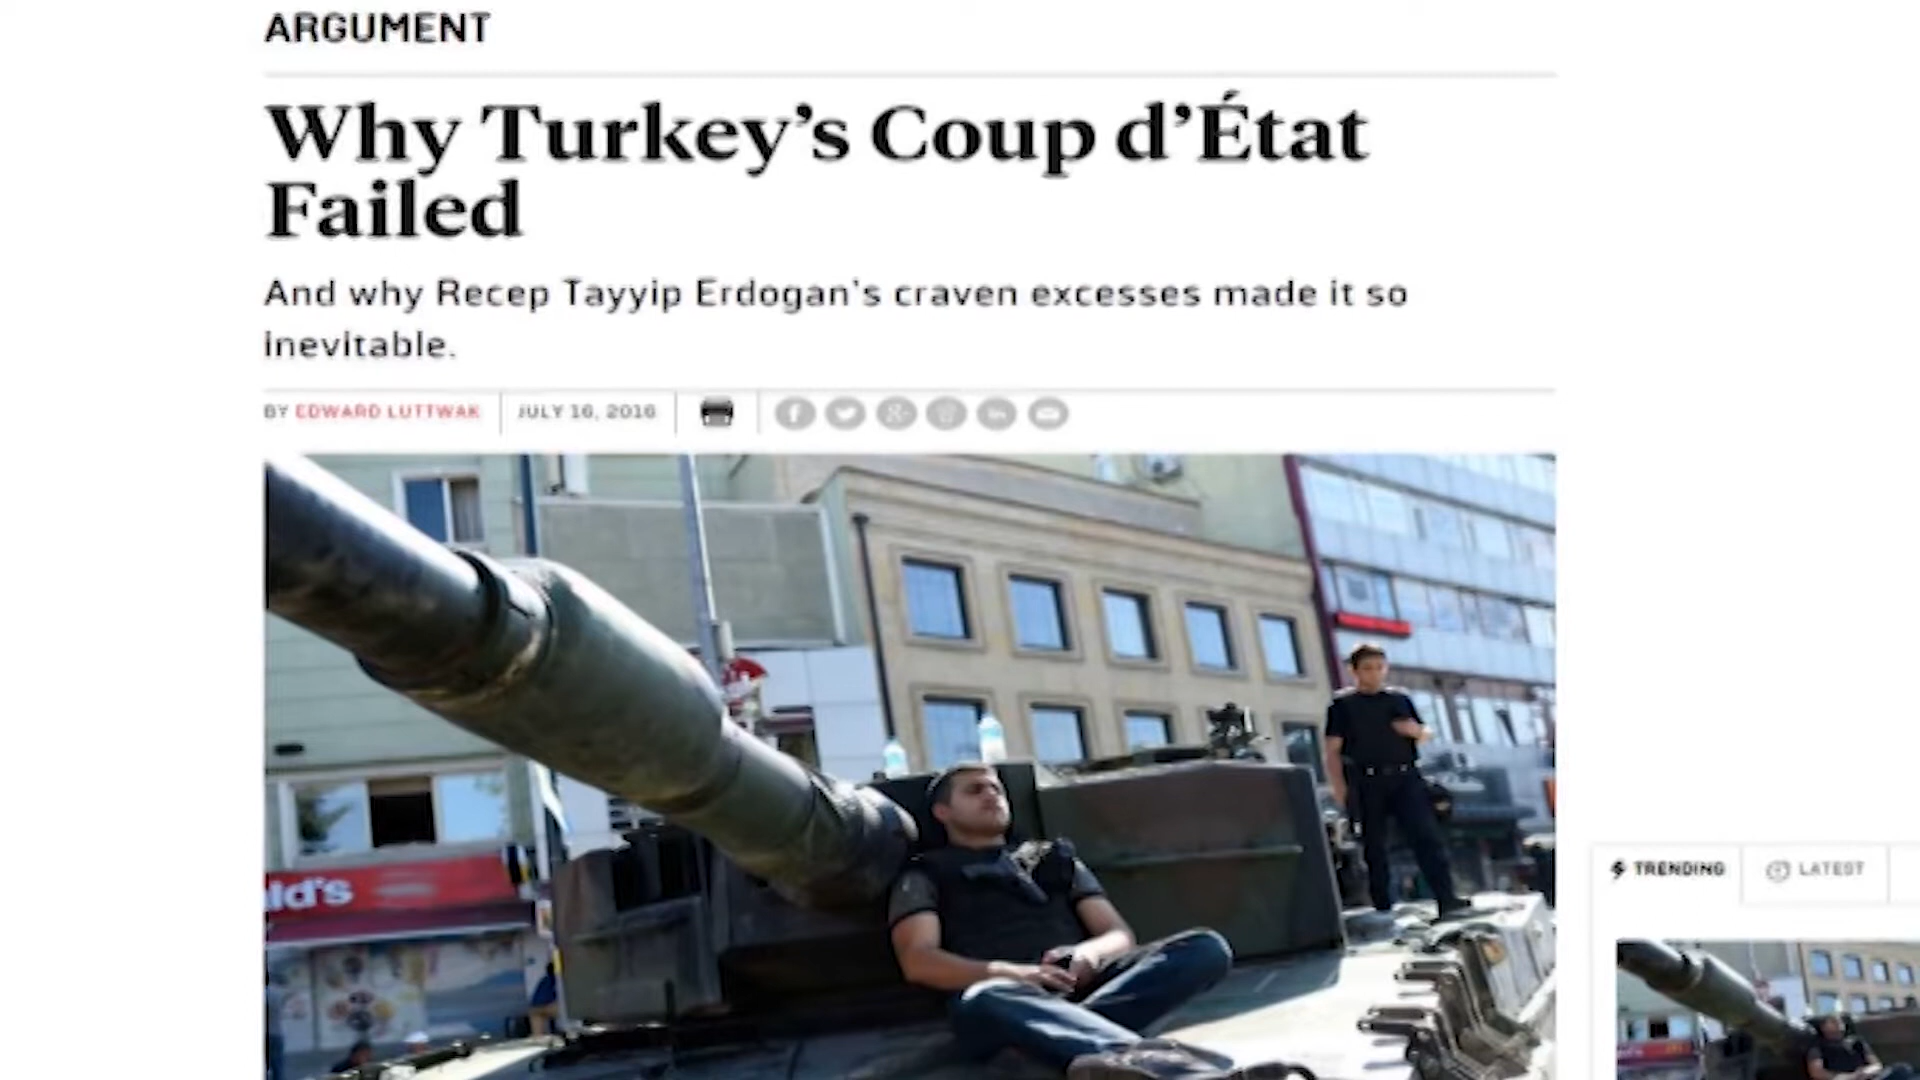 ARGUMENT
Why Turkey’s Coup d’État
Failed
And why Recep Tayyip Erdogan's craven excesses made it so
inevitable.
BY EDWARD LUTTWAK JULY 16, 2016
ld's
TRENDING LATEST